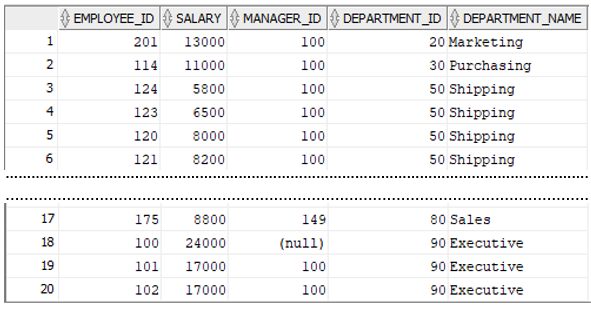 EMPLOYEE_ID SALARY MANAGER_ID DEPARTMENT_ID DEPARTMENT_NAME
1 201 13000 100 20 Marketing
2 114 11000 100 30 Purchasing
3 124 5800 100 50 Shipping
4 123 6500 100 50 Shipping
5 120 8000 100 50 Shipping
6 121 8200 100 50 Shipping
17 175 8800 149 80 Sales
18 100 24000 (null) 90 Executive
19 101 17000 100 90 Executive
20 102 17000 100 90 Executive